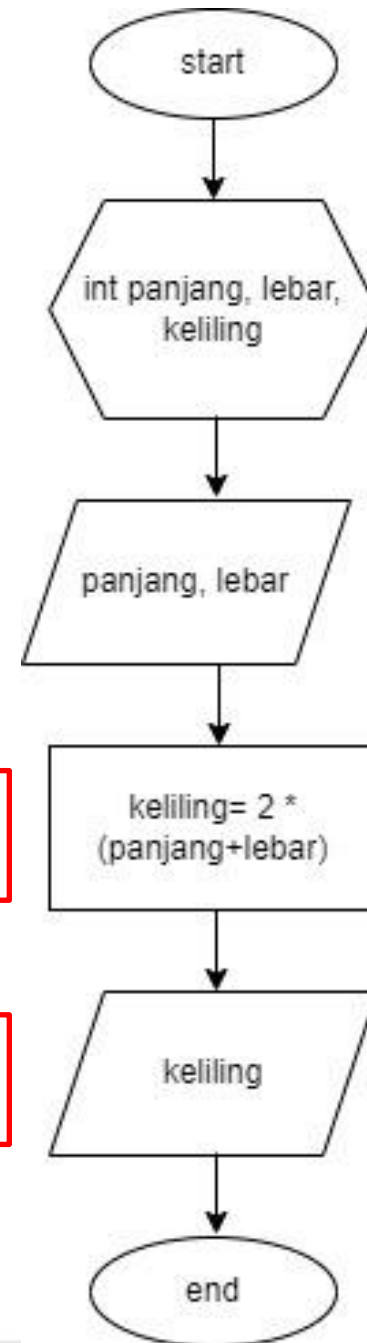 start
int panjang, lebar,
keliling
panjang, lebar
keliling= 2 *
(panjang+lebar)
keliling
end